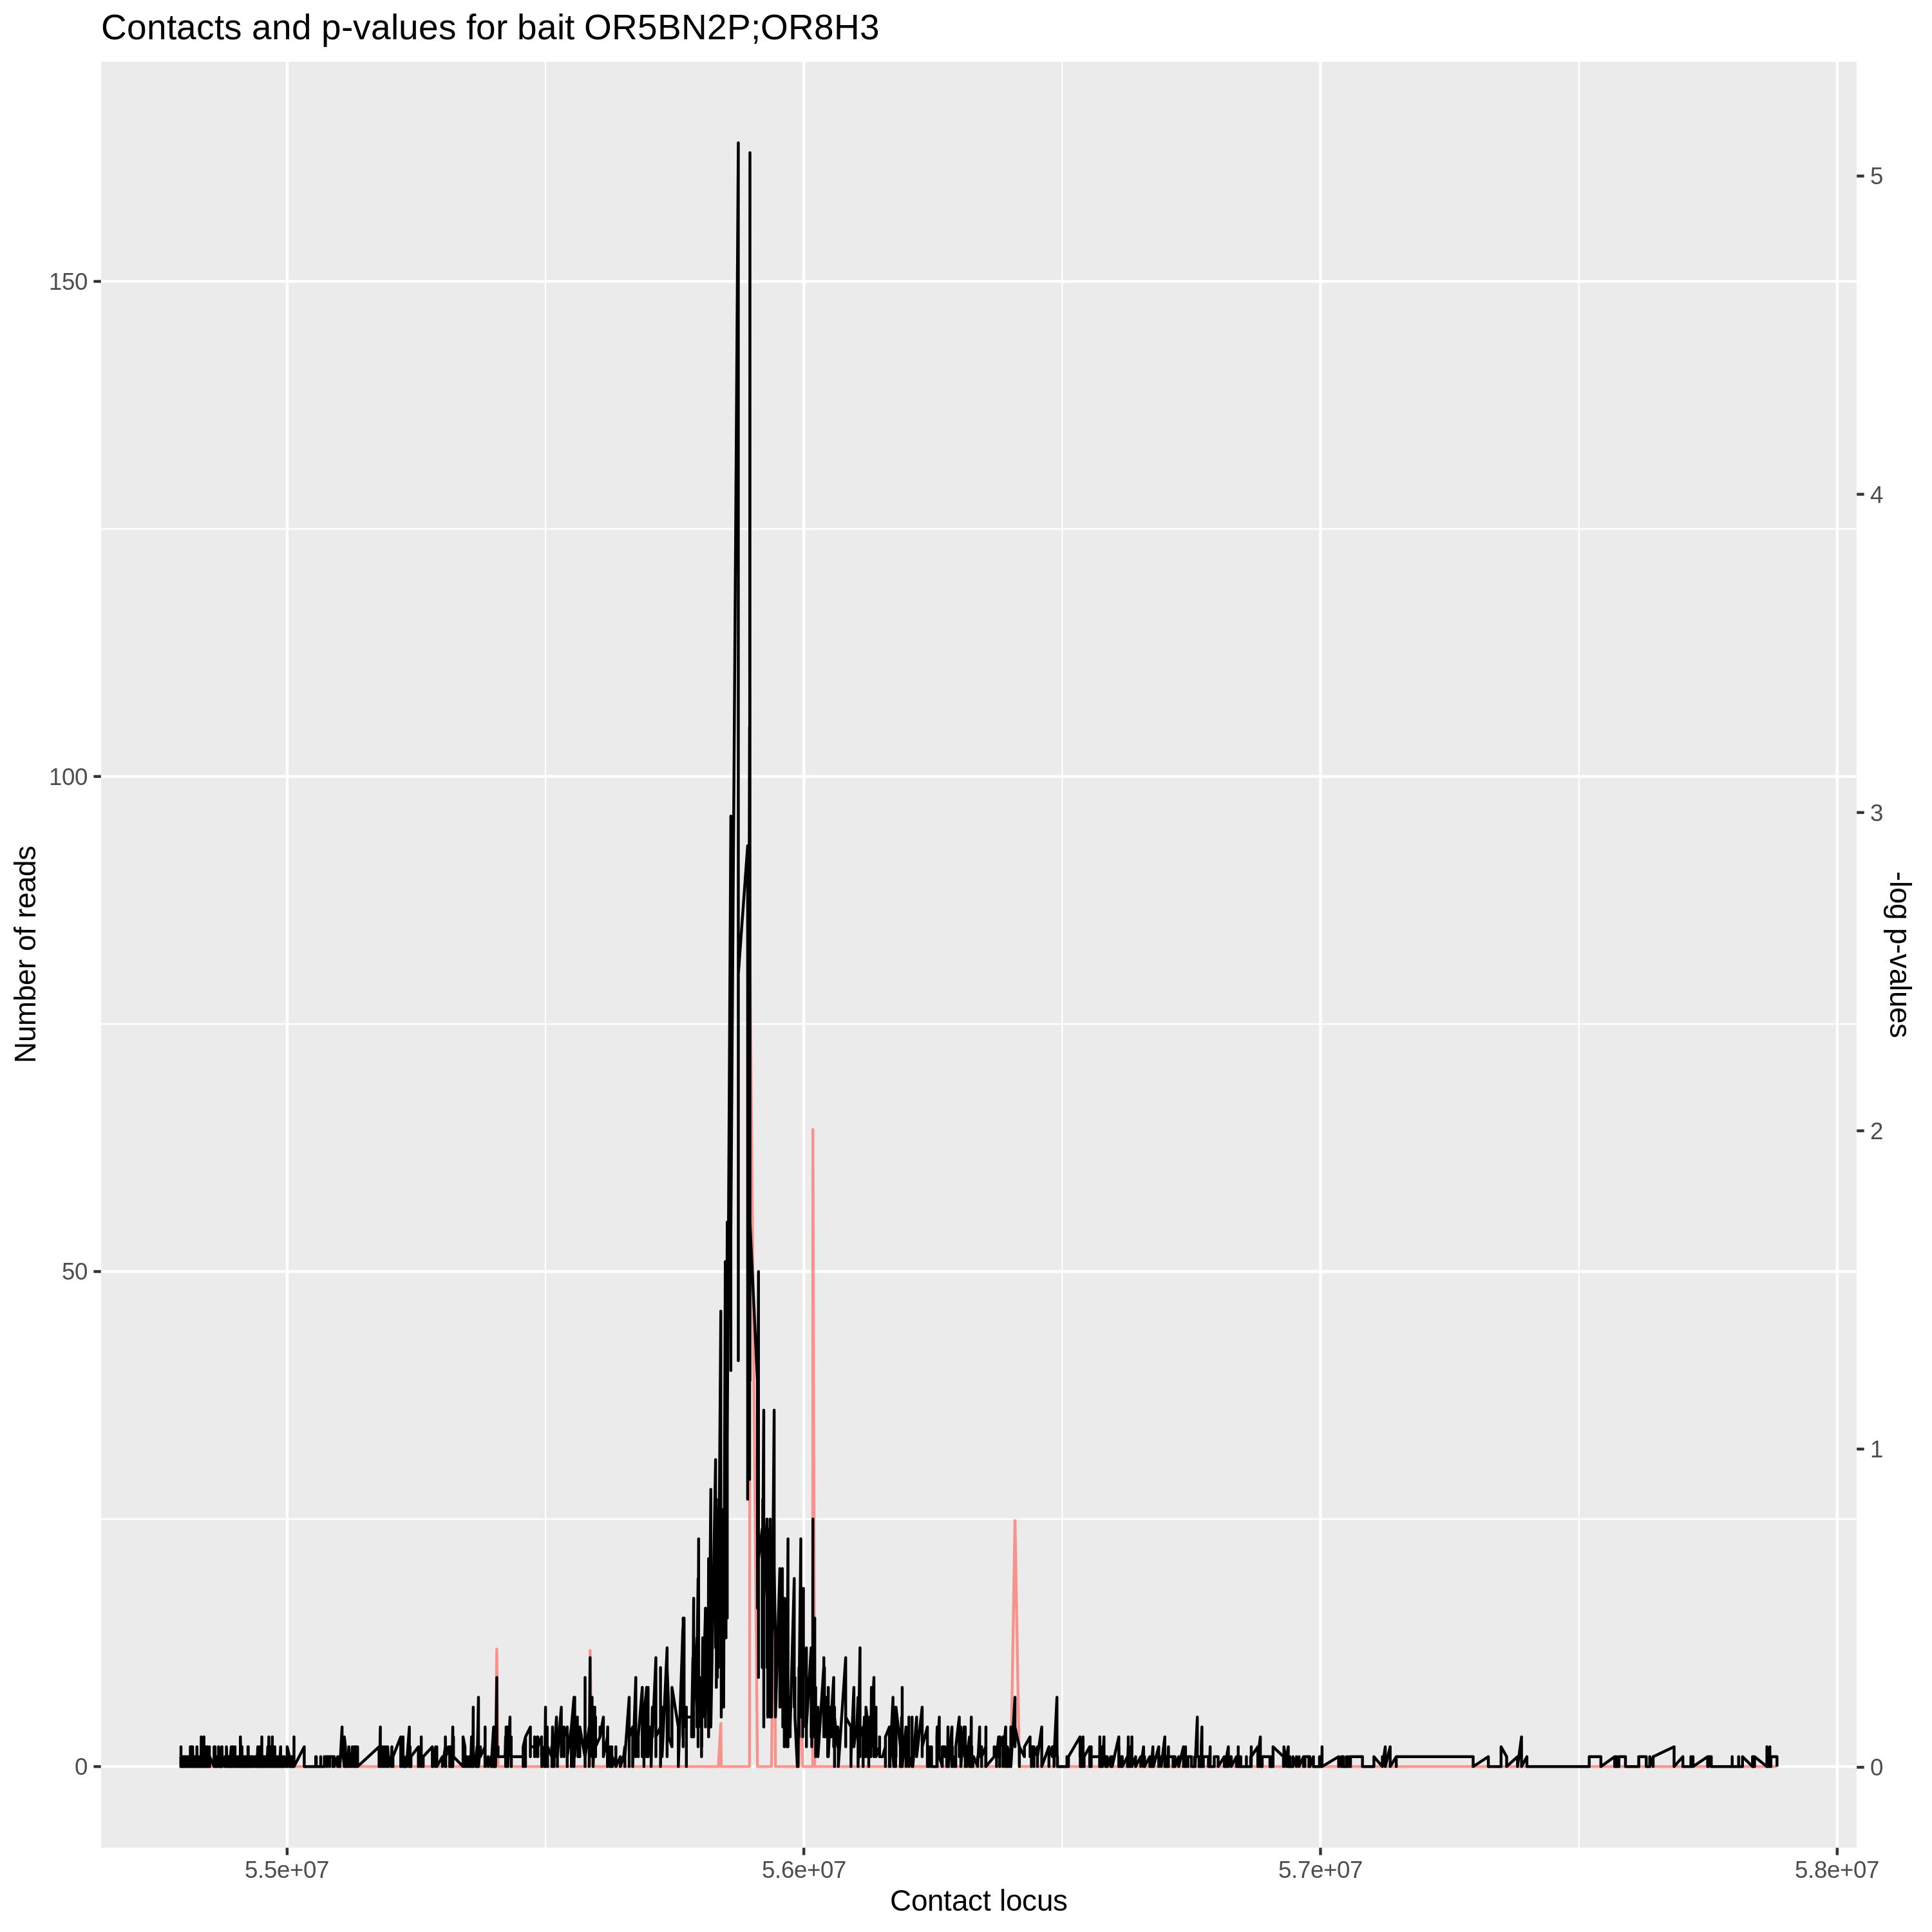 Contacts and p-values for bait OR5BN2P;OR8H3
150
100
50
0
Number of reads
5
4
3
2
1
0
-log p-values
5.5e+07
5.6e+07
5.7e+07
5.8e+07
Contact locus